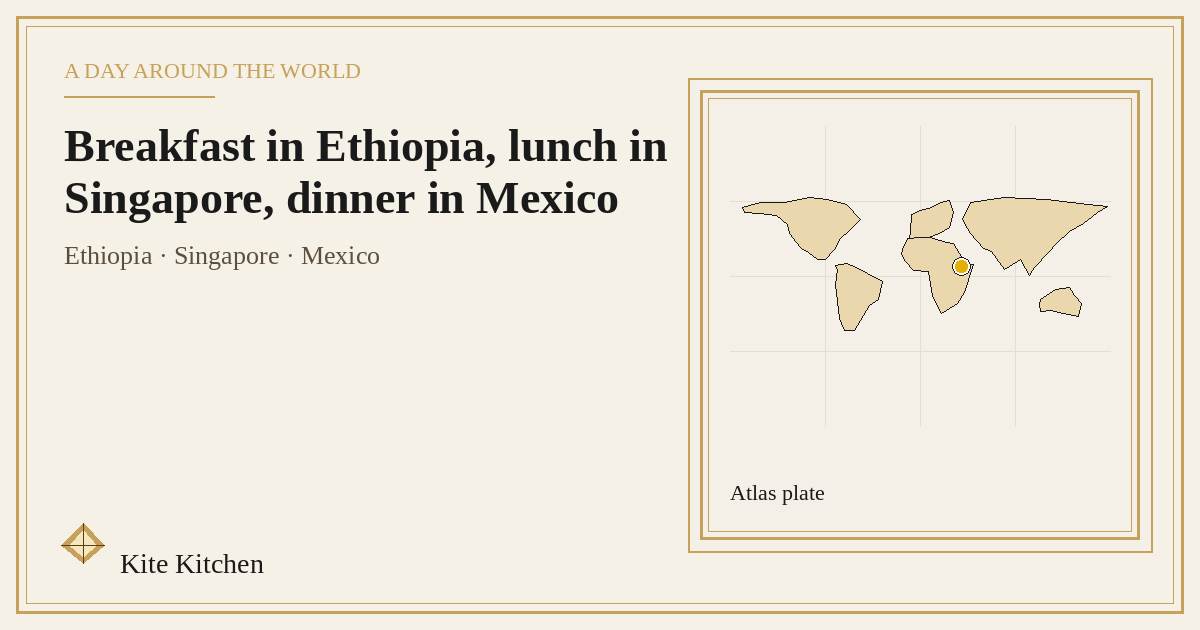 A DAY AROUND THE WORLD
Breakfast in Ethiopia, lunch in
Singapore, dinner in Mexico
Ethiopia · Singapore · Mexico
Atlas plate
Kite Kitchen